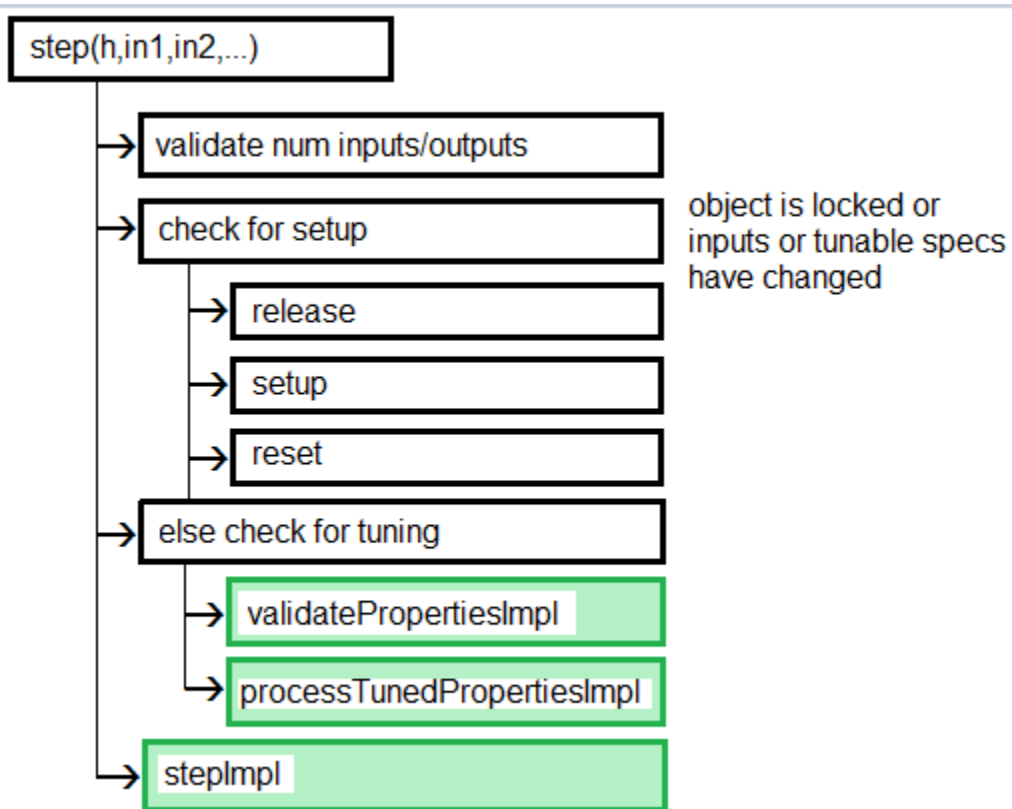 step(h,in1,in2,...)
validate num inputs/outputs
check for setup
object is locked or
inputs or tunable specs
have changed
release
setup
reset
else check for tuning
validatePropertiesImpl
processTunedPropertiesImpl
stepImpl